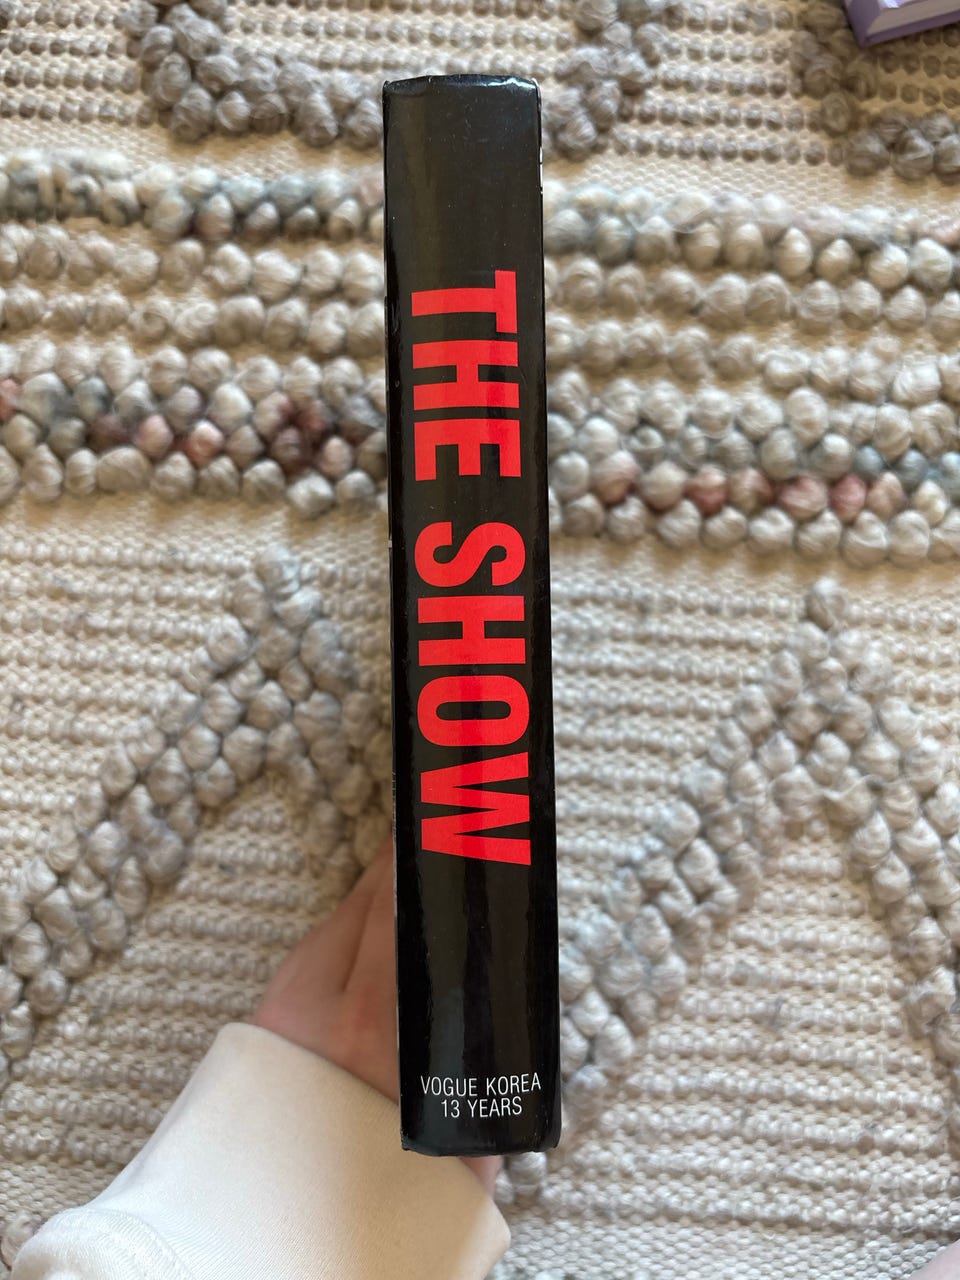 THE SHOW
VOGUE KOREA
13 YEARS